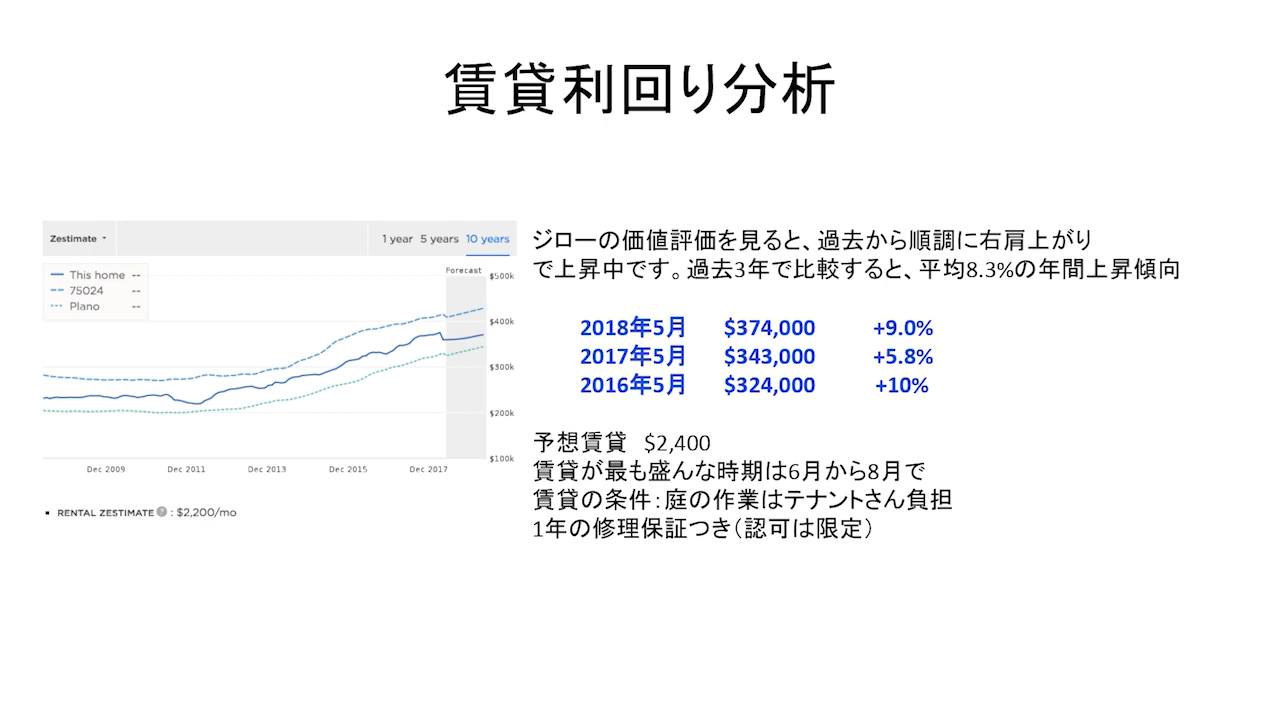 賃貸利回り分析
Zestimate
1 year 5 years 10 years
This home --
75024 --
Plano --
Forecast
$500k
$400k
$300k
$200k
$100k
Dec 2009 Dec 2011 Dec 2013 Dec 2015 Dec 2017
▪ RENTAL ZESTIMATE ? : $2,200/mo
ジローの価値評価を見ると、過去から順調に右肩上がり
で上昇中です。過去3年で比較すると、平均8.3%の年間上昇傾向
2018年5月 $374,000 +9.0%
2017年5月 $343,000 +5.8%
2016年5月 $324,000 +10%
予想賃貸 $2,400
賃貸が最も盛んな時期は6月から8月で
賃貸の条件：庭の作業はテナントさん負担
1年の修理保証つき（認可は限定）